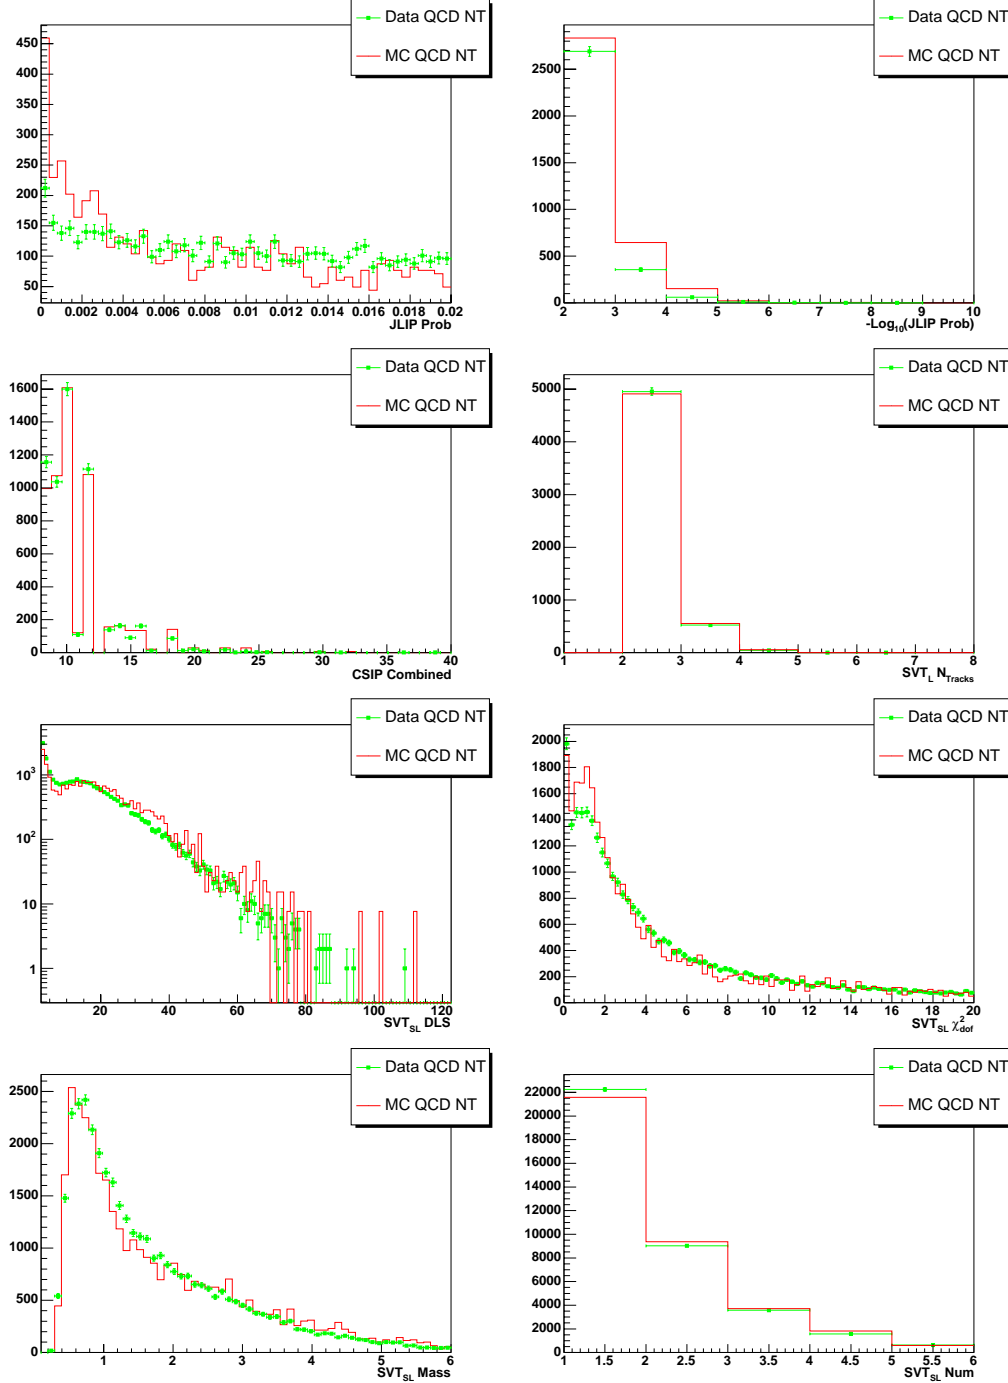 Data QCD NT
MC QCD NT
450
400
350
300
250
200
150
100
50
0 0.002 0.004 0.006 0.008 0.01 0.012 0.014 0.016 0.018 0.02
JLIP Prob
Data QCD NT
MC QCD NT
2500
2000
1500
1000
500
0
2 3 4 5 6 7 8 9 10
-Log10(JLIP Prob)
Data QCD NT
MC QCD NT
1600
1400
1200
1000
800
600
400
200
0
10 15 20 25 30 35 40
CSIP Combined
Data QCD NT
MC QCD NT
5000
4000
3000
2000
1000
0
1 2 3 4 5 6 7 8
SVT_L N_Tracks
Data QCD NT
MC QCD NT
10^3
10^2
10
1
20 40 60 80 100 120
SVT_SL DLS
Data QCD NT
MC QCD NT
2000
1800
1600
1400
1200
1000
800
600
400
200
0
0 2 4 6 8 10 12 14 16 18 20
SVT_SL χ²_dof
Data QCD NT
MC QCD NT
2500
2000
1500
1000
500
0
1 2 3 4 5 6
SVT_SL Mass
Data QCD NT
MC QCD NT
22000
20000
18000
16000
14000
12000
10000
8000
6000
4000
2000
0
1 1.5 2 2.5 3 3.5 4 4.5 5 5.5 6
SVT_SL Num